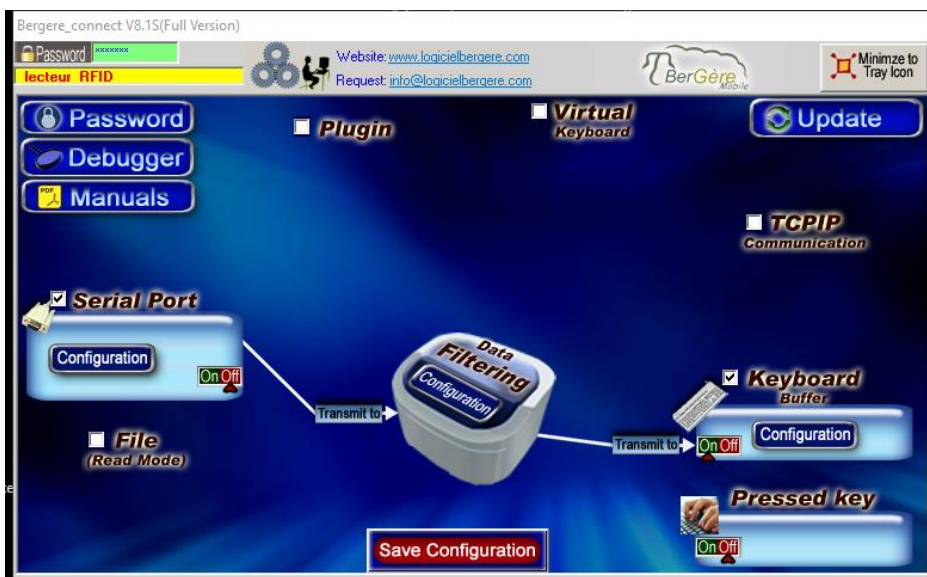 Bergere_connect V8.1S(Full Version)
Password *******
lecteur RFID
Website: www.logicielbergere.com
Request: info@logicielbergere.com
BerGère
Mobile
Minimze to
Tray Icon
Password
Debugger
PDF
Manuals
Plugin
Virtual
Keyboard
Update
TCPIP
Communication
Serial Port
Configuration
On Off
Transmit to
Data
Filtering
Configuration
Transmit to
Keyboard
Buffer
On Off
Configuration
File
(Read Mode)
Pressed key
On Off
Save Configuration